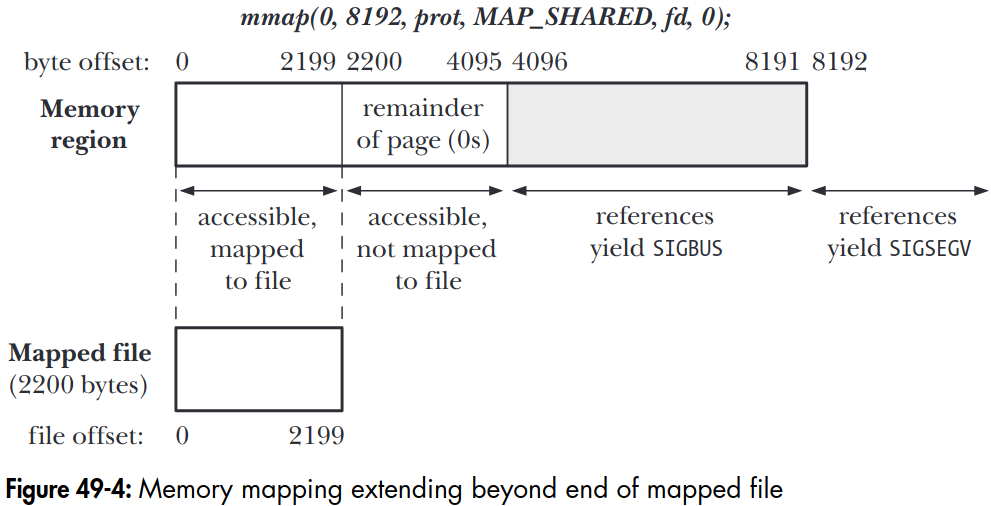 mmap(0, 8192, prot, MAP_SHARED, fd, 0);
byte offset: 0 2199 2200 4095 4096 8191 8192
Memory
region
remainder
of page (0s)
accessible,
mapped
to file
accessible,
not mapped
to file
references
yield SIGBUS
references
yield SIGSEGV
Mapped file
(2200 bytes)
file offset: 0 2199
Figure 49-4: Memory mapping extending beyond end of mapped file